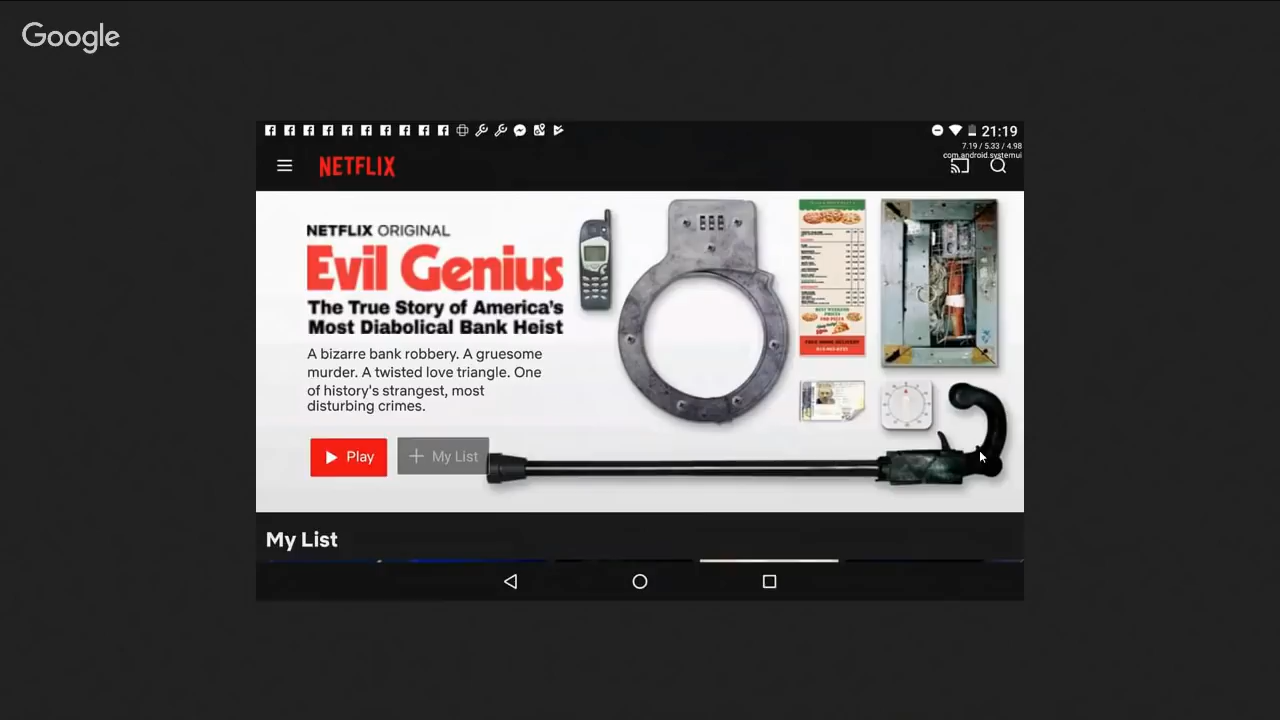 Google
21:19
7.19 / 5.33 / 4.98
com.android.systemui
NETFLIX
NETFLIX ORIGINAL
Evil Genius
The True Story of America's
Most Diabolical Bank Heist
A bizarre bank robbery. A gruesome
murder. A twisted love triangle. One
of history's strangest, most
disturbing crimes.
Play
My List
My List